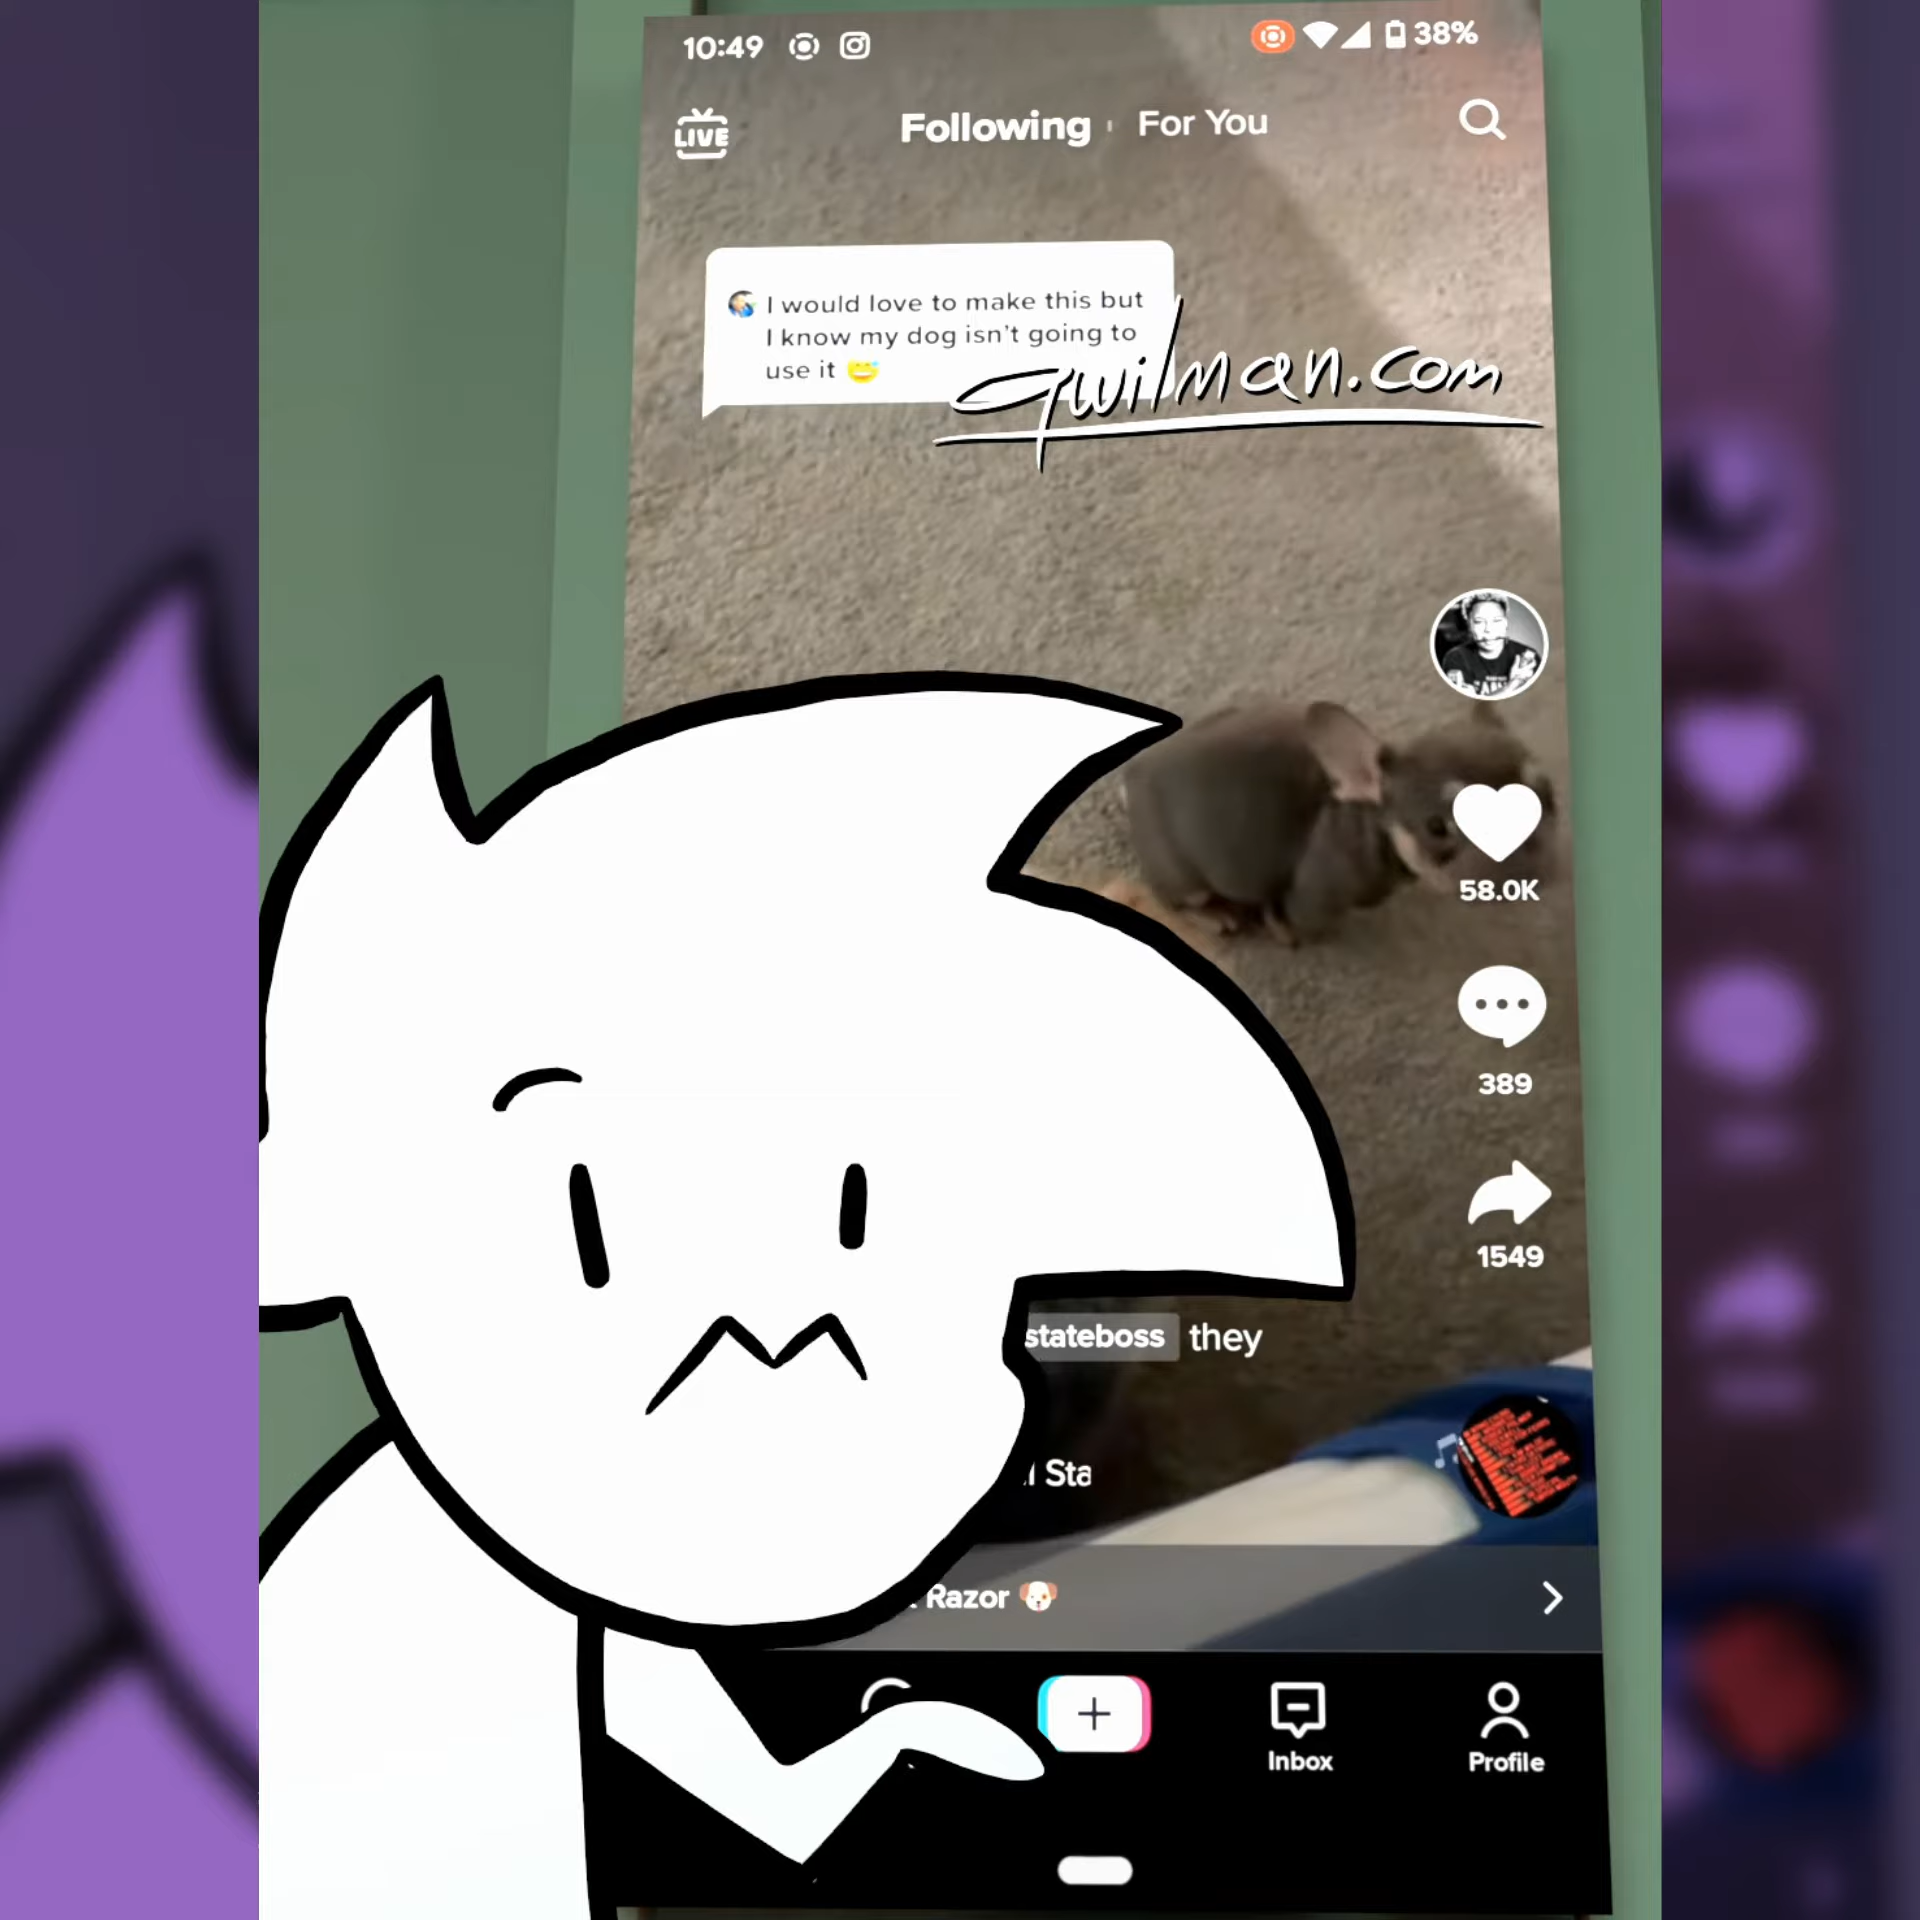 10:49
38%
LIVE
Following
For You
I would love to make this but
I know my dog isn't going to
use it 😅
qwilman.com
58.0K
389
1549
stateboss they
Sta
Razor 🐶
Inbox
Profile